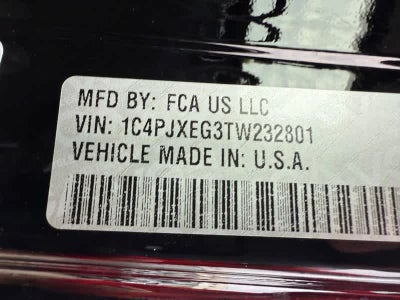 MFD BY: FCA US LLC
VIN: 1C4PJXEG3TW232801
VEHICLE MADE IN: U.S.A.